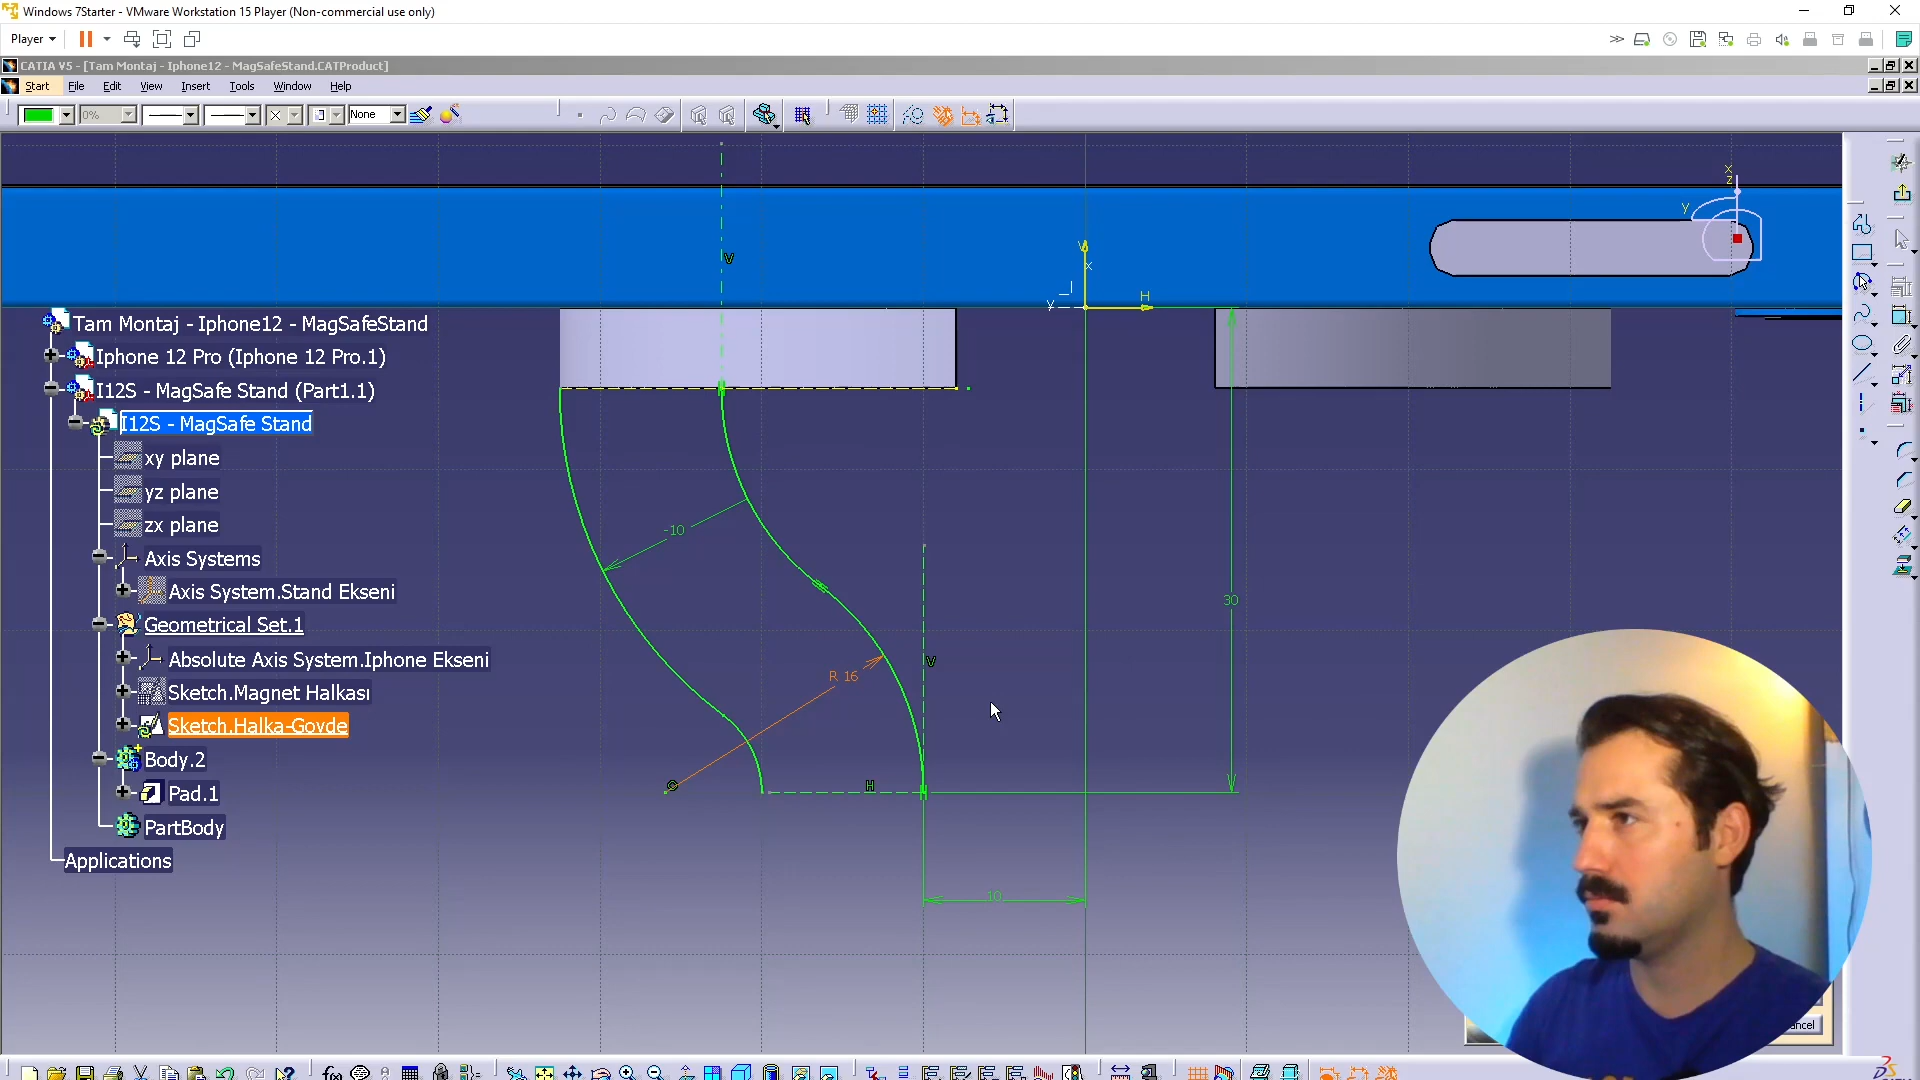 Windows 7Starter - VMware Workstation 15 Player (Non-commercial use only)
Player
CATIA V5 - [Tam Montaj - Iphone12 - MagSafeStand.CATProduct]
Start File Edit View Insert Tools Window Help
0% None
x
z
y
V
V
x
H
y
Tam Montaj - Iphone12 - MagSafeStand
Iphone 12 Pro (Iphone 12 Pro.1)
I12S - MagSafe Stand (Part1.1)
I12S - MagSafe Stand
xy plane
yz plane
zx plane
Axis Systems
Axis System.Stand Ekseni
Geometrical Set.1
Absolute Axis System.Iphone Ekseni
Sketch.Magnet Halkası
Sketch.Halka-Govde
Body.2
Pad.1
PartBody
Applications
-10
30
V
R 16
H
10
f(x)